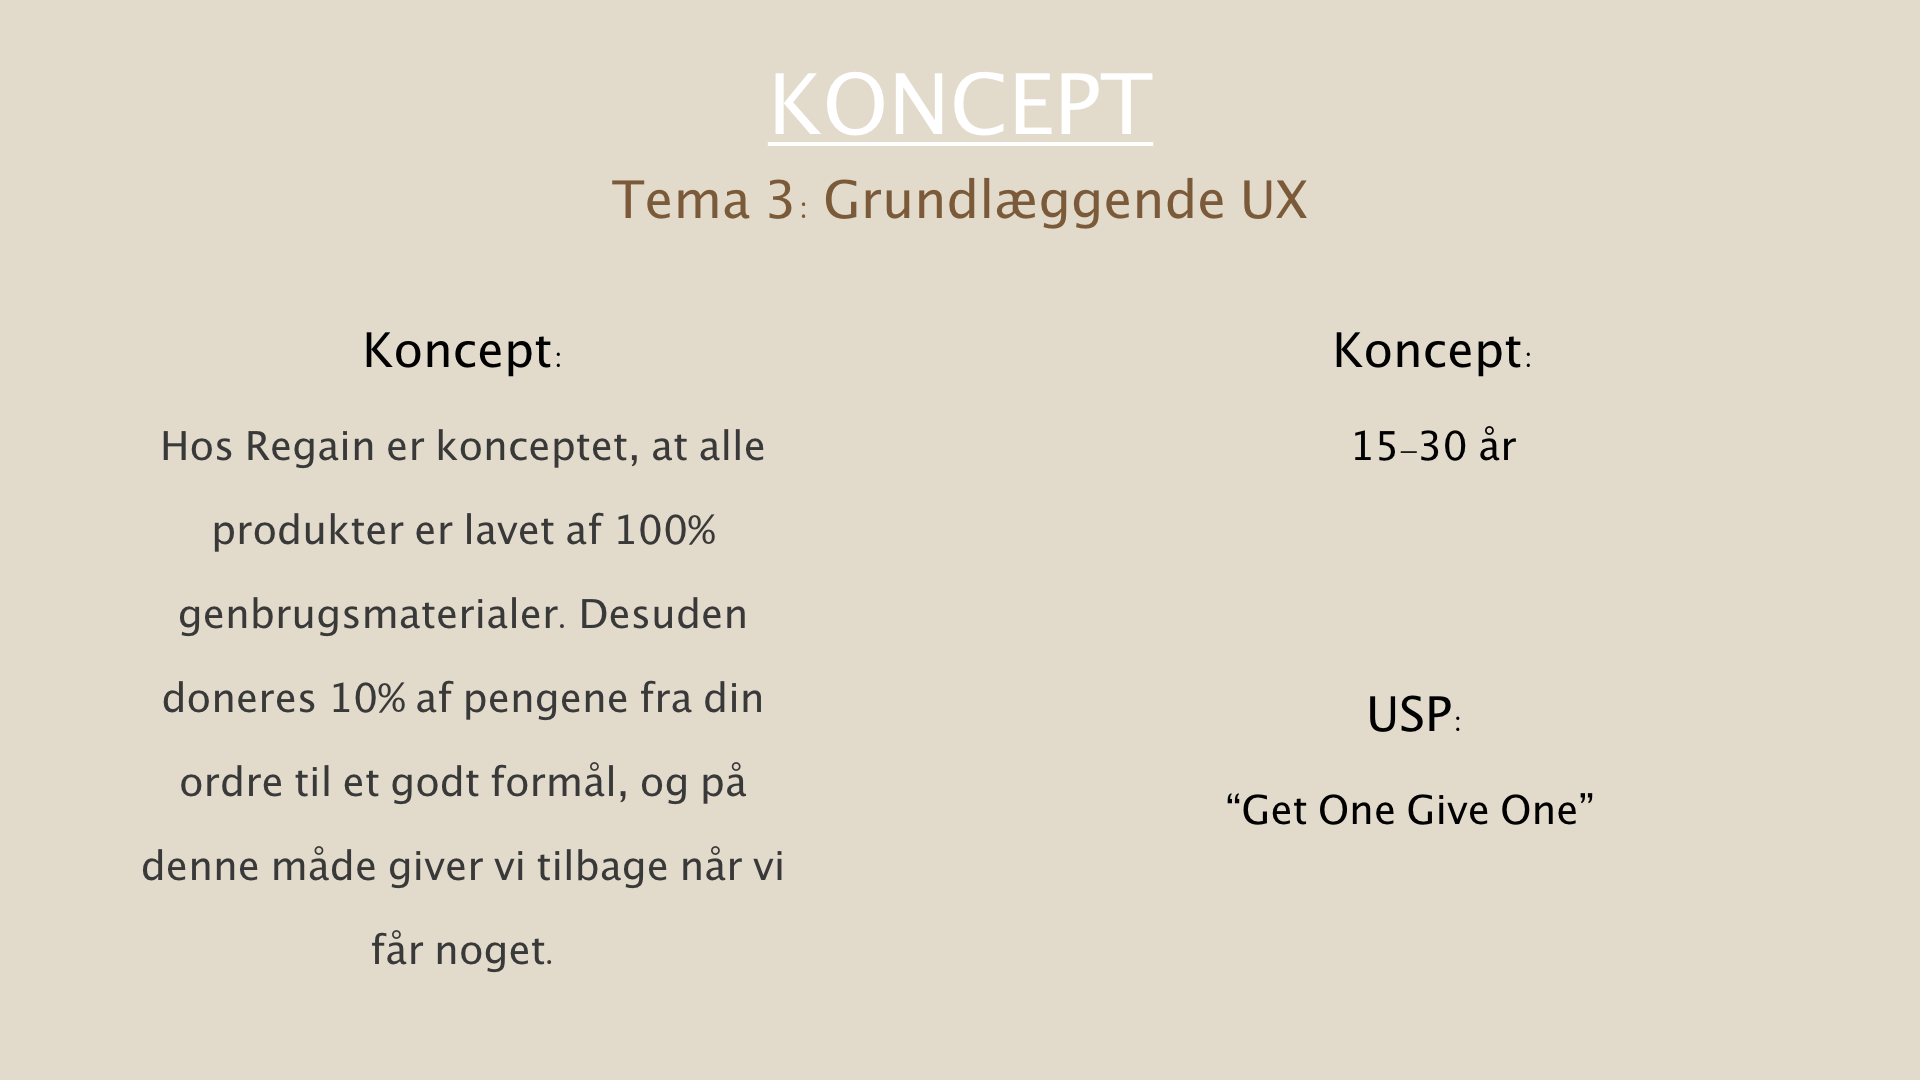 KONCEPT
Tema 3: Grundlæggende UX
Koncept:
Hos Regain er konceptet, at alle
produkter er lavet af 100%
genbrugsmaterialer. Desuden
doneres 10% af pengene fra din
ordre til et godt formål, og på
denne måde giver vi tilbage når vi
får noget.
Koncept:
15-30 år
USP:
“Get One Give One”